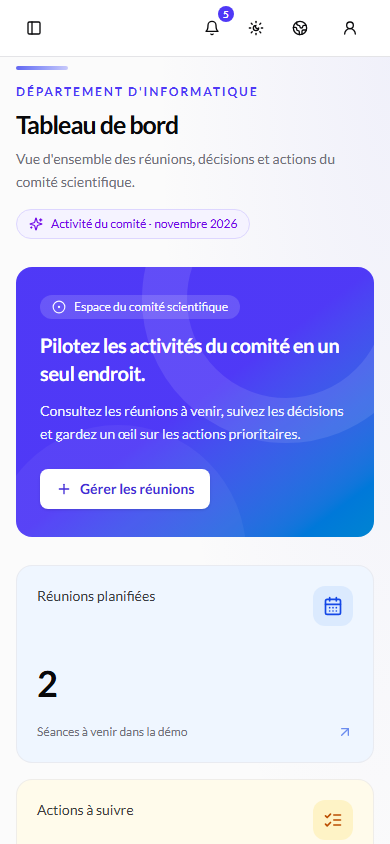 5
DÉPARTEMENT D'INFORMATIQUE
Tableau de bord
Vue d'ensemble des réunions, décisions et actions du
comité scientifique.
Activité du comité · novembre 2026
Espace du comité scientifique
Pilotez les activités du comité en un
seul endroit.
Consultez les réunions à venir, suivez les décisions
et gardez un œil sur les actions prioritaires.
Gérer les réunions
Réunions planifiées
2
Séances à venir dans la démo
Actions à suivre